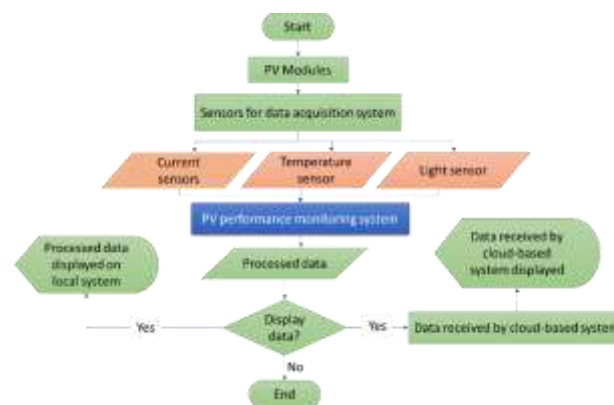 Start
PV Modules
Sensors for data acquisition system
Current
sensors
Temperature
sensor
Light sensor
PV performance monitoring system
Processed data
displayed on
local system
Processed data
Data received by
cloud-based
system displayed
Yes
Display
data?
Yes
Data received by cloud-based system
No
End